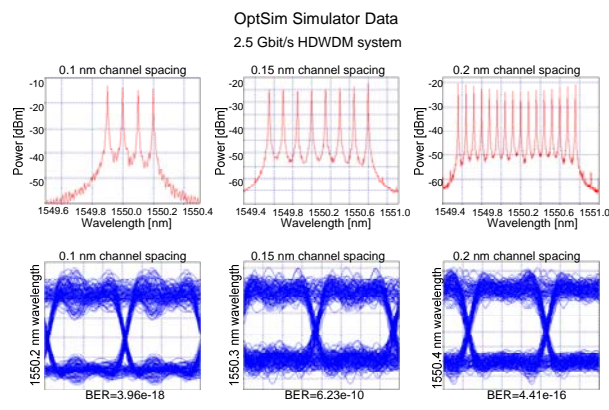 OptSim Simulator Data
2.5 Gbit/s HDWDM system
0.1 nm channel spacing
0.15 nm channel spacing
0.2 nm channel spacing
Power [dBm]
-10
-20
-30
-40
-50
1549.6 1549.8 1550.0 1550.2 1550.4
Wavelength [nm]
Power [dBm]
-20
-30
-40
-50
-60
1549.4 1550.2 1550.6 1551.0
Wavelength [nm]
Power [dBm]
-20
-30
-40
-50
-60
1549.4 1550.2 1550.6 1551.0
Wavelength [nm]
0.1 nm channel spacing
0.15 nm channel spacing
0.2 nm channel spacing
1550.2 nm wavelength
1550.3 nm wavelength
1550.4 nm wavelength
BER=3.96e-18
BER=6.23e-10
BER=4.41e-16